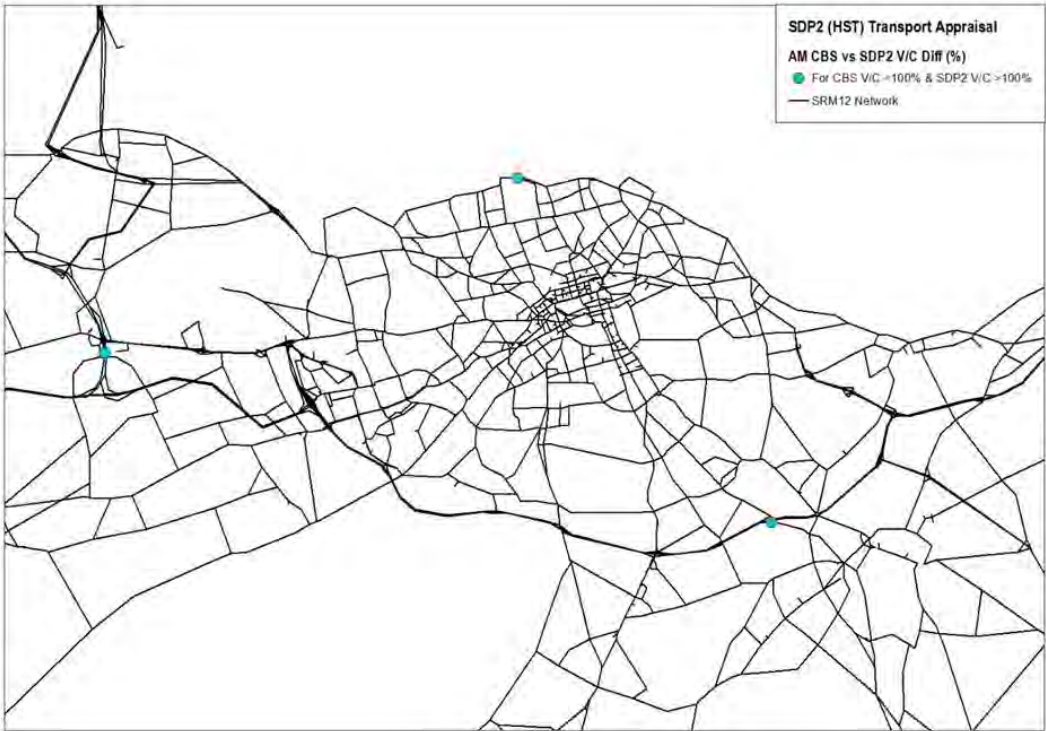 SDP2 (HST) Transport Appraisal
AM CBS vs SDP2 V/C Diff (%)
For CBS V/C <100% & SDP2 V/C >100%
SRM12 Network